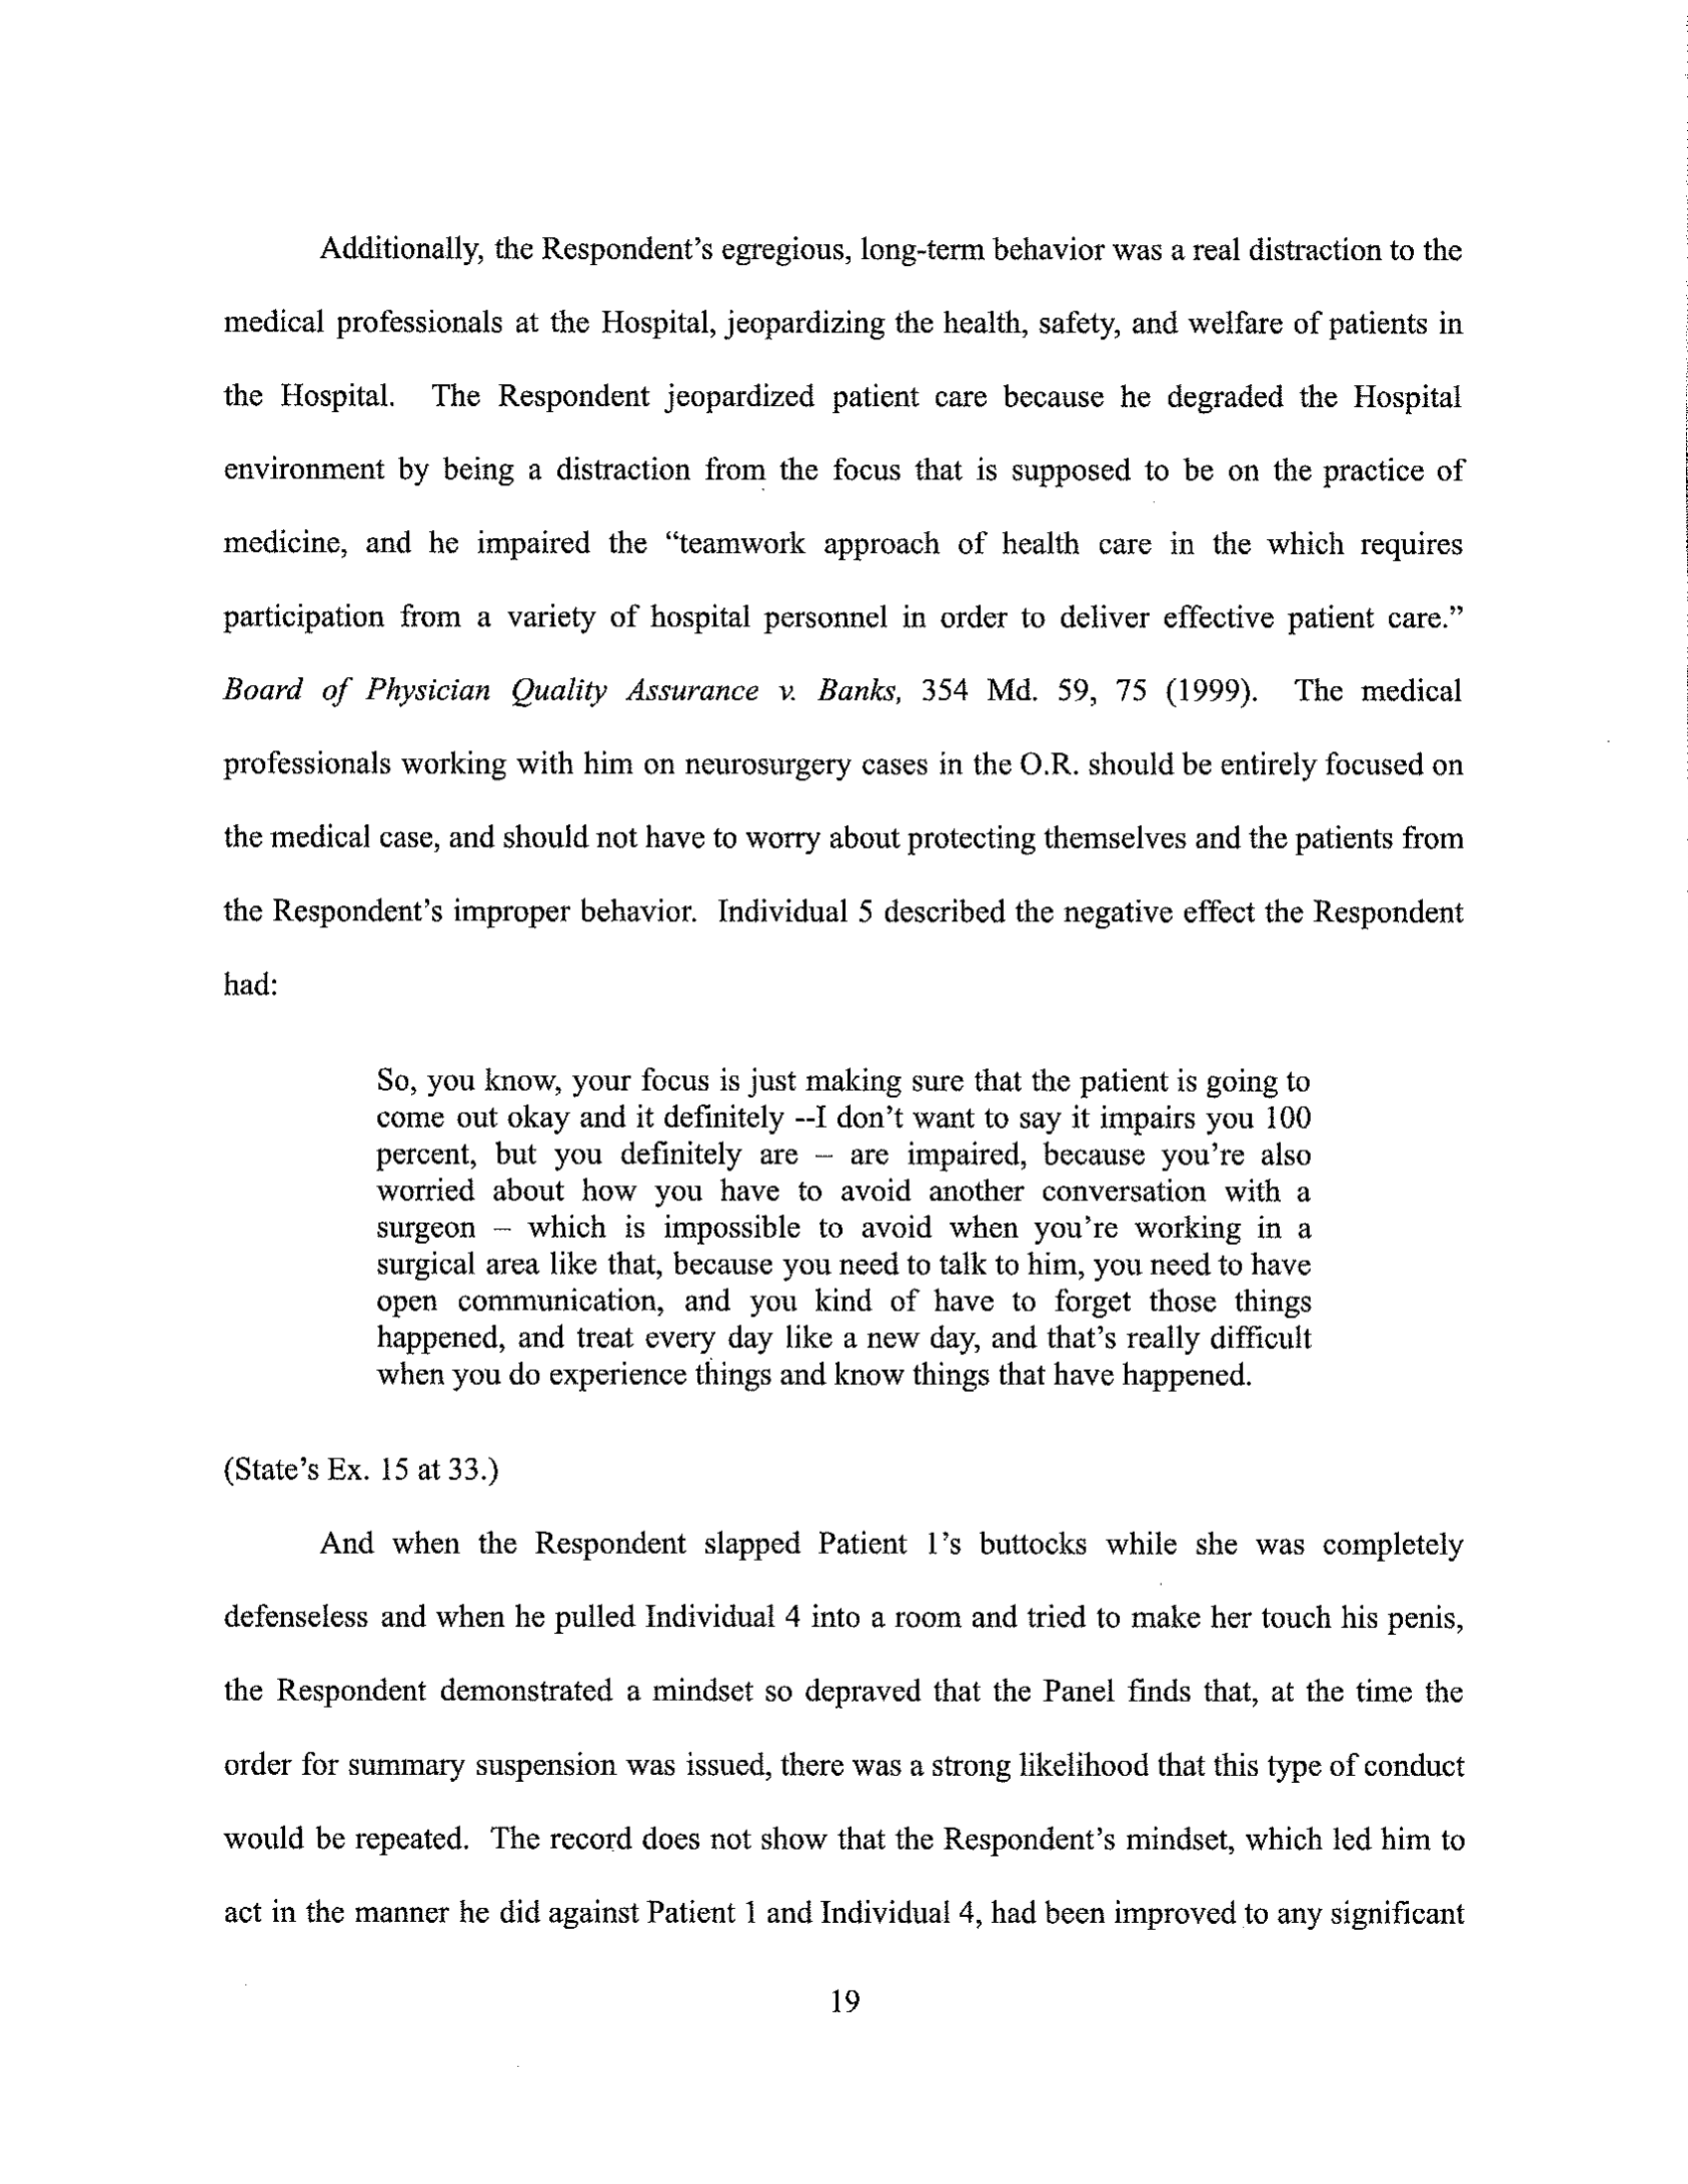 Additionally, the Respondent's egregious, long-term behavior was a real distraction to the
medical professionals at the Hospital, jeopardizing the health, safety, and welfare of patients in
the Hospital. The Respondent jeopardized patient care because he degraded the Hospital
environment by being a distraction from the focus that is supposed to be on the practice of
medicine, and he impaired the “teamwork approach of health care in the which requires
participation from a variety of hospital personnel in order to deliver effective patient care.”
Board of Physician Quality Assurance v. Banks, 354 Md. 59, 75 (1999). The medical
professionals working with him on neurosurgery cases in the O.R. should be entirely focused on
the medical case, and should not have to worry about protecting themselves and the patients from
the Respondent's improper behavior. Individual 5 described the negative effect the Respondent
had:
So, you know, your focus is just making sure that the patient is going to
come out okay and it definitely --I don't want to say it impairs you 100
percent, but you definitely are – are impaired, because you're also
worried about how you have to avoid another conversation with a
surgeon – which is impossible to avoid when you're working in a
surgical area like that, because you need to talk to him, you need to have
open communication, and you kind of have to forget those things
happened, and treat every day like a new day, and that's really difficult
when you do experience things and know things that have happened.
(State's Ex. 15 at 33.)
And when the Respondent slapped Patient 1's buttocks while she was completely
defenseless and when he pulled Individual 4 into a room and tried to make her touch his penis,
the Respondent demonstrated a mindset so depraved that the Panel finds that, at the time the
order for summary suspension was issued, there was a strong likelihood that this type of conduct
would be repeated. The record does not show that the Respondent's mindset, which led him to
act in the manner he did against Patient 1 and Individual 4, had been improved to any significant
19